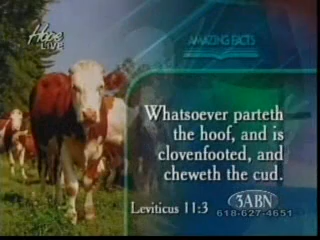 Hope
LIVE
AMAZING FACTS
Whatsoever parteth
the hoof, and is
clovenfooted, and
cheweth the cud.
Leviticus 11:3
3ABN
618-627-4651